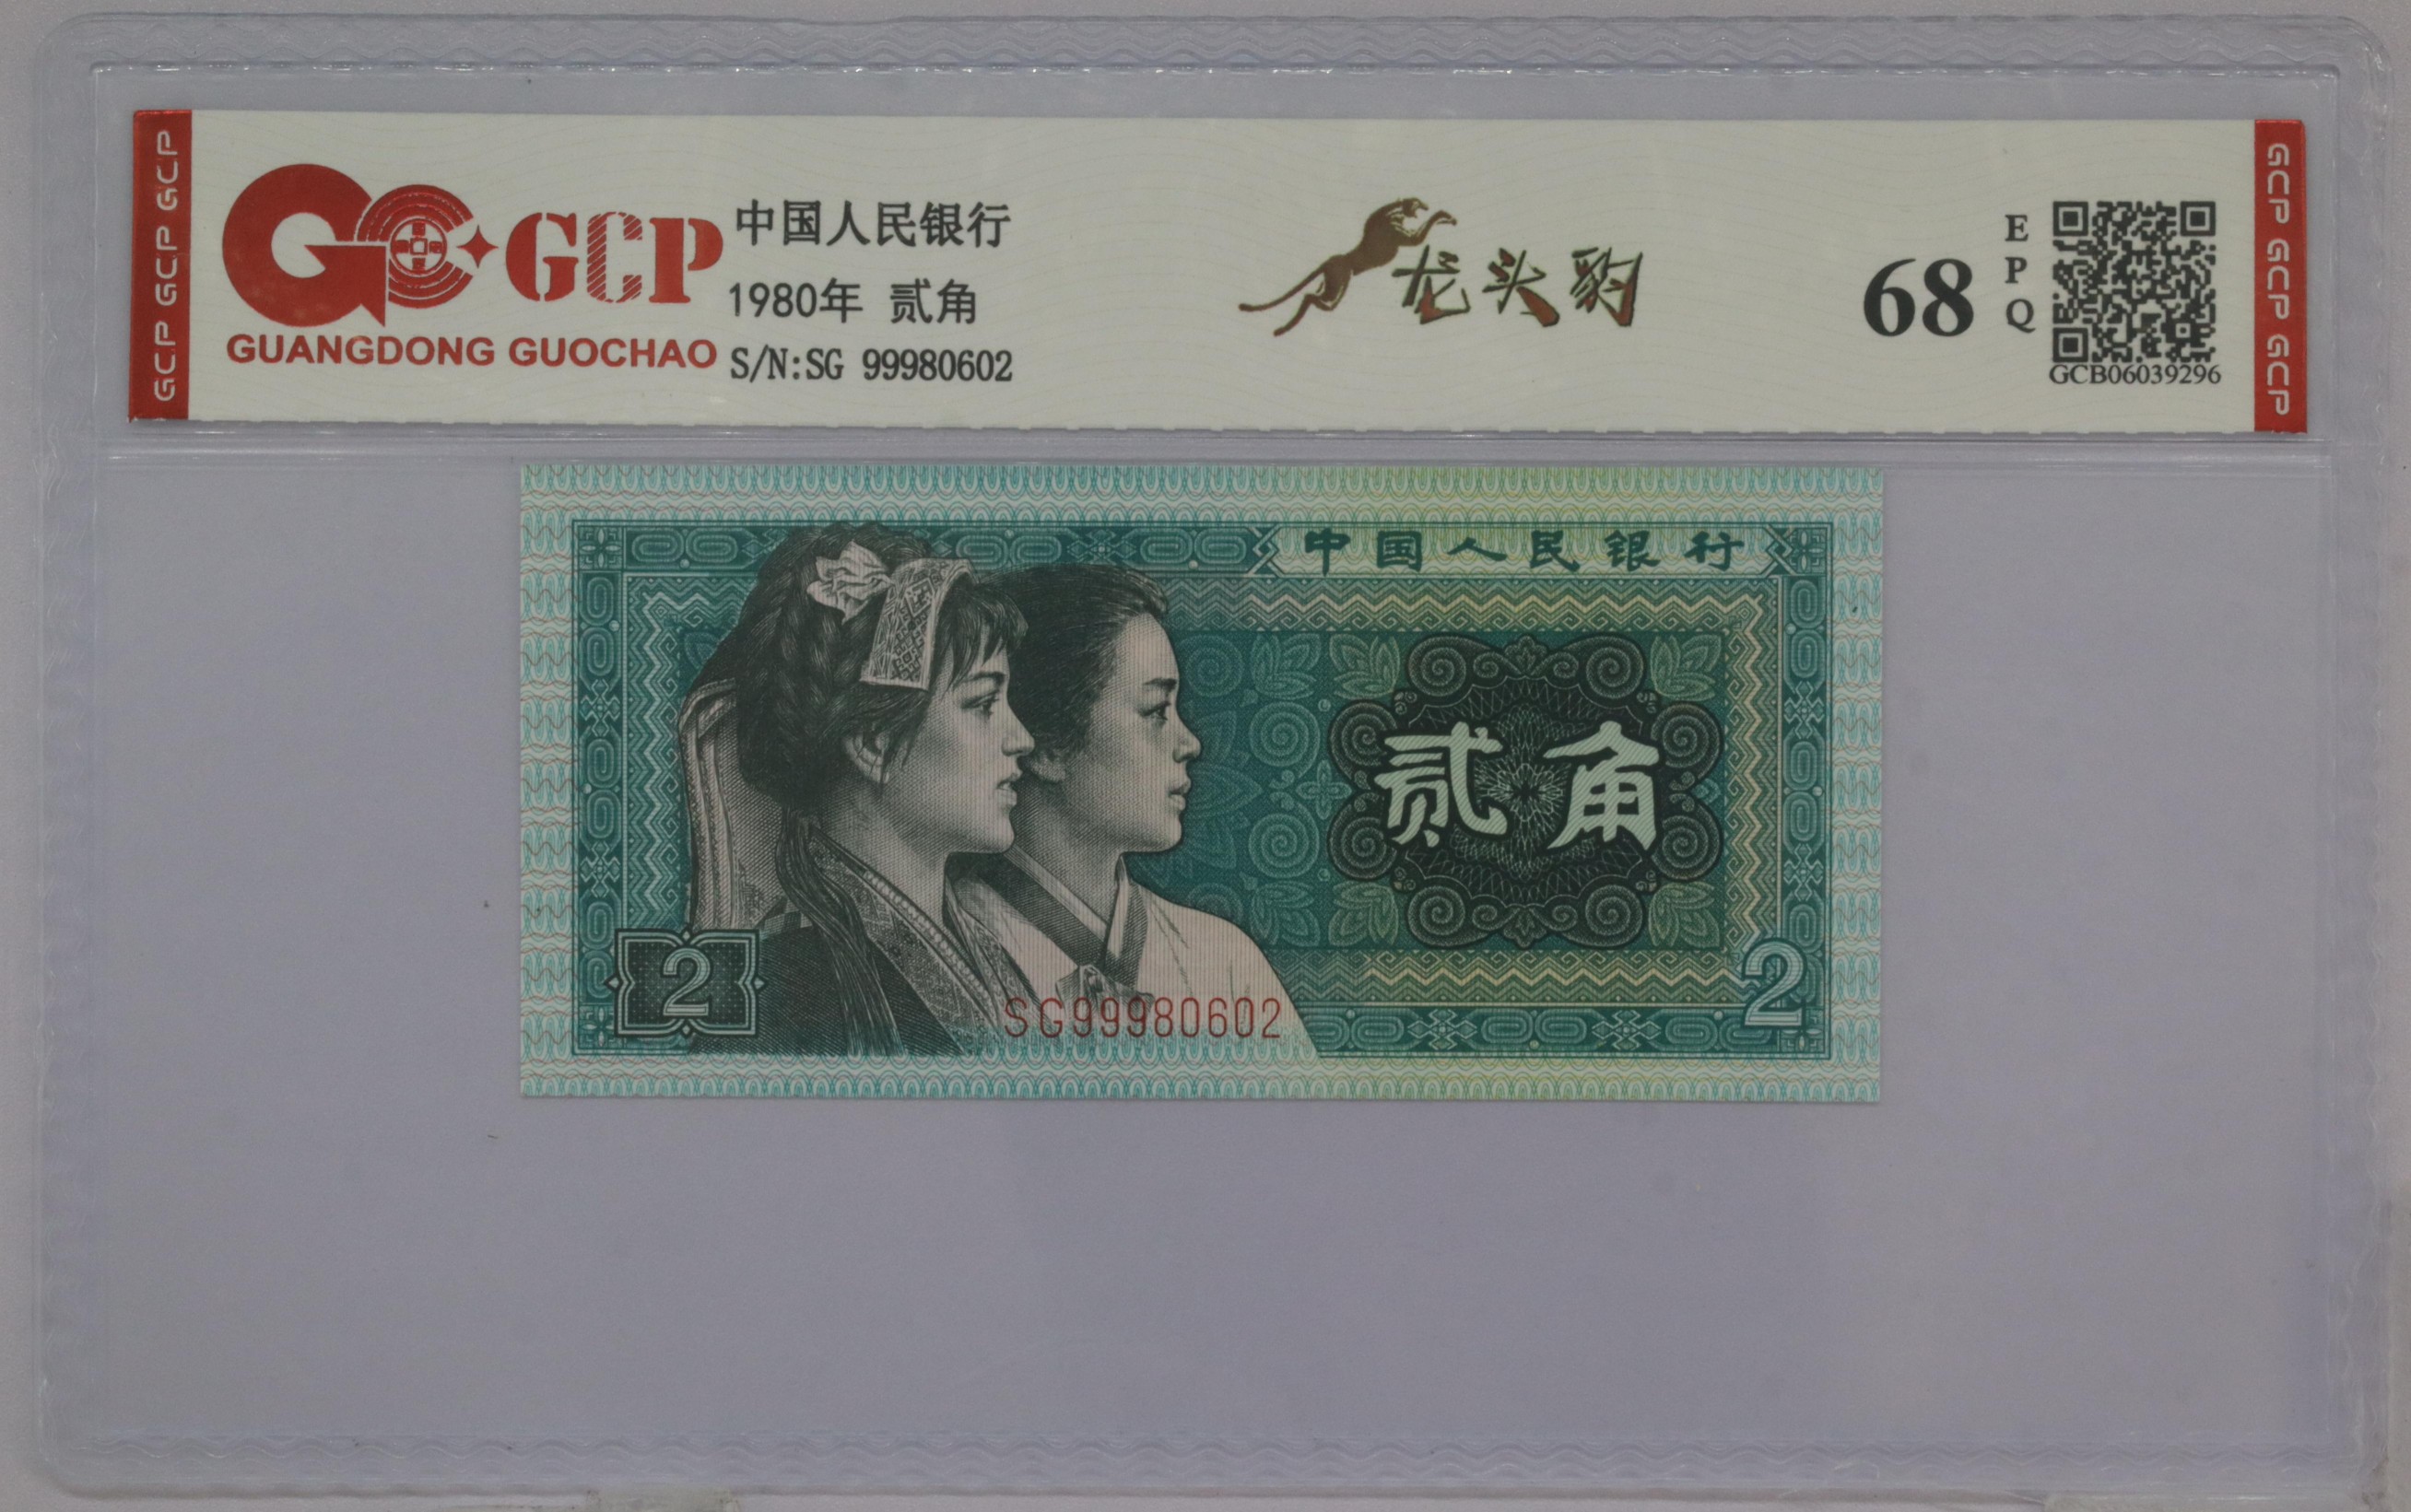 GCP GCP GCP
GCP
GUANGDONG GUOCHAO
中国人民银行
1980年 贰角
S/N:SG 99980602
龙头豹
68
EPQ
GCB06039296
GCP GCP GCP
中国人民银行
贰角
2
SG99980602
2